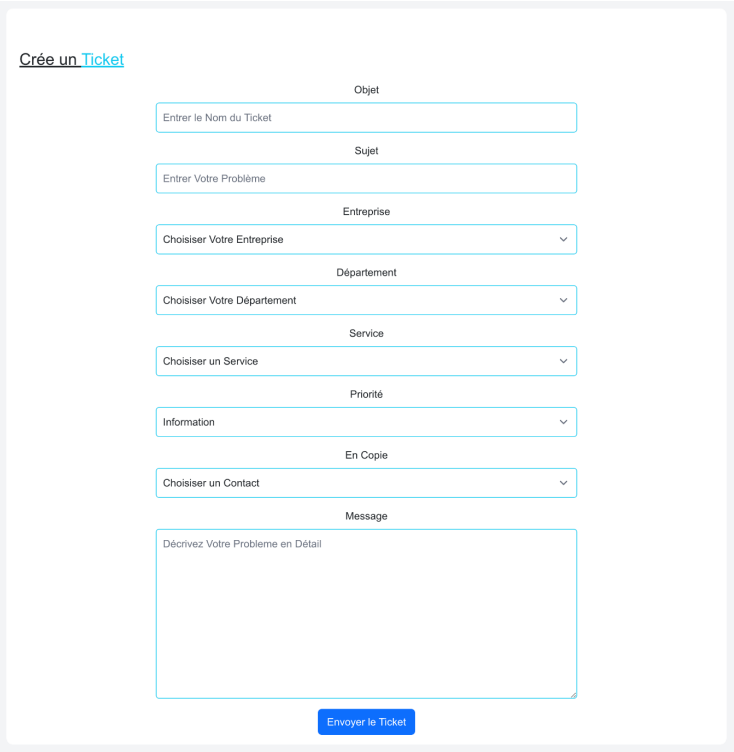 Crée un Ticket
Objet
Entrer le Nom du Ticket
Sujet
Entrer Votre Problème
Entreprise
Choisiser Votre Entreprise
Département
Choisiser Votre Département
Service
Choisiser un Service
Priorité
Information
En Copie
Choisiser un Contact
Message
Décrivez Votre Probleme en Détail
Envoyer le Ticket